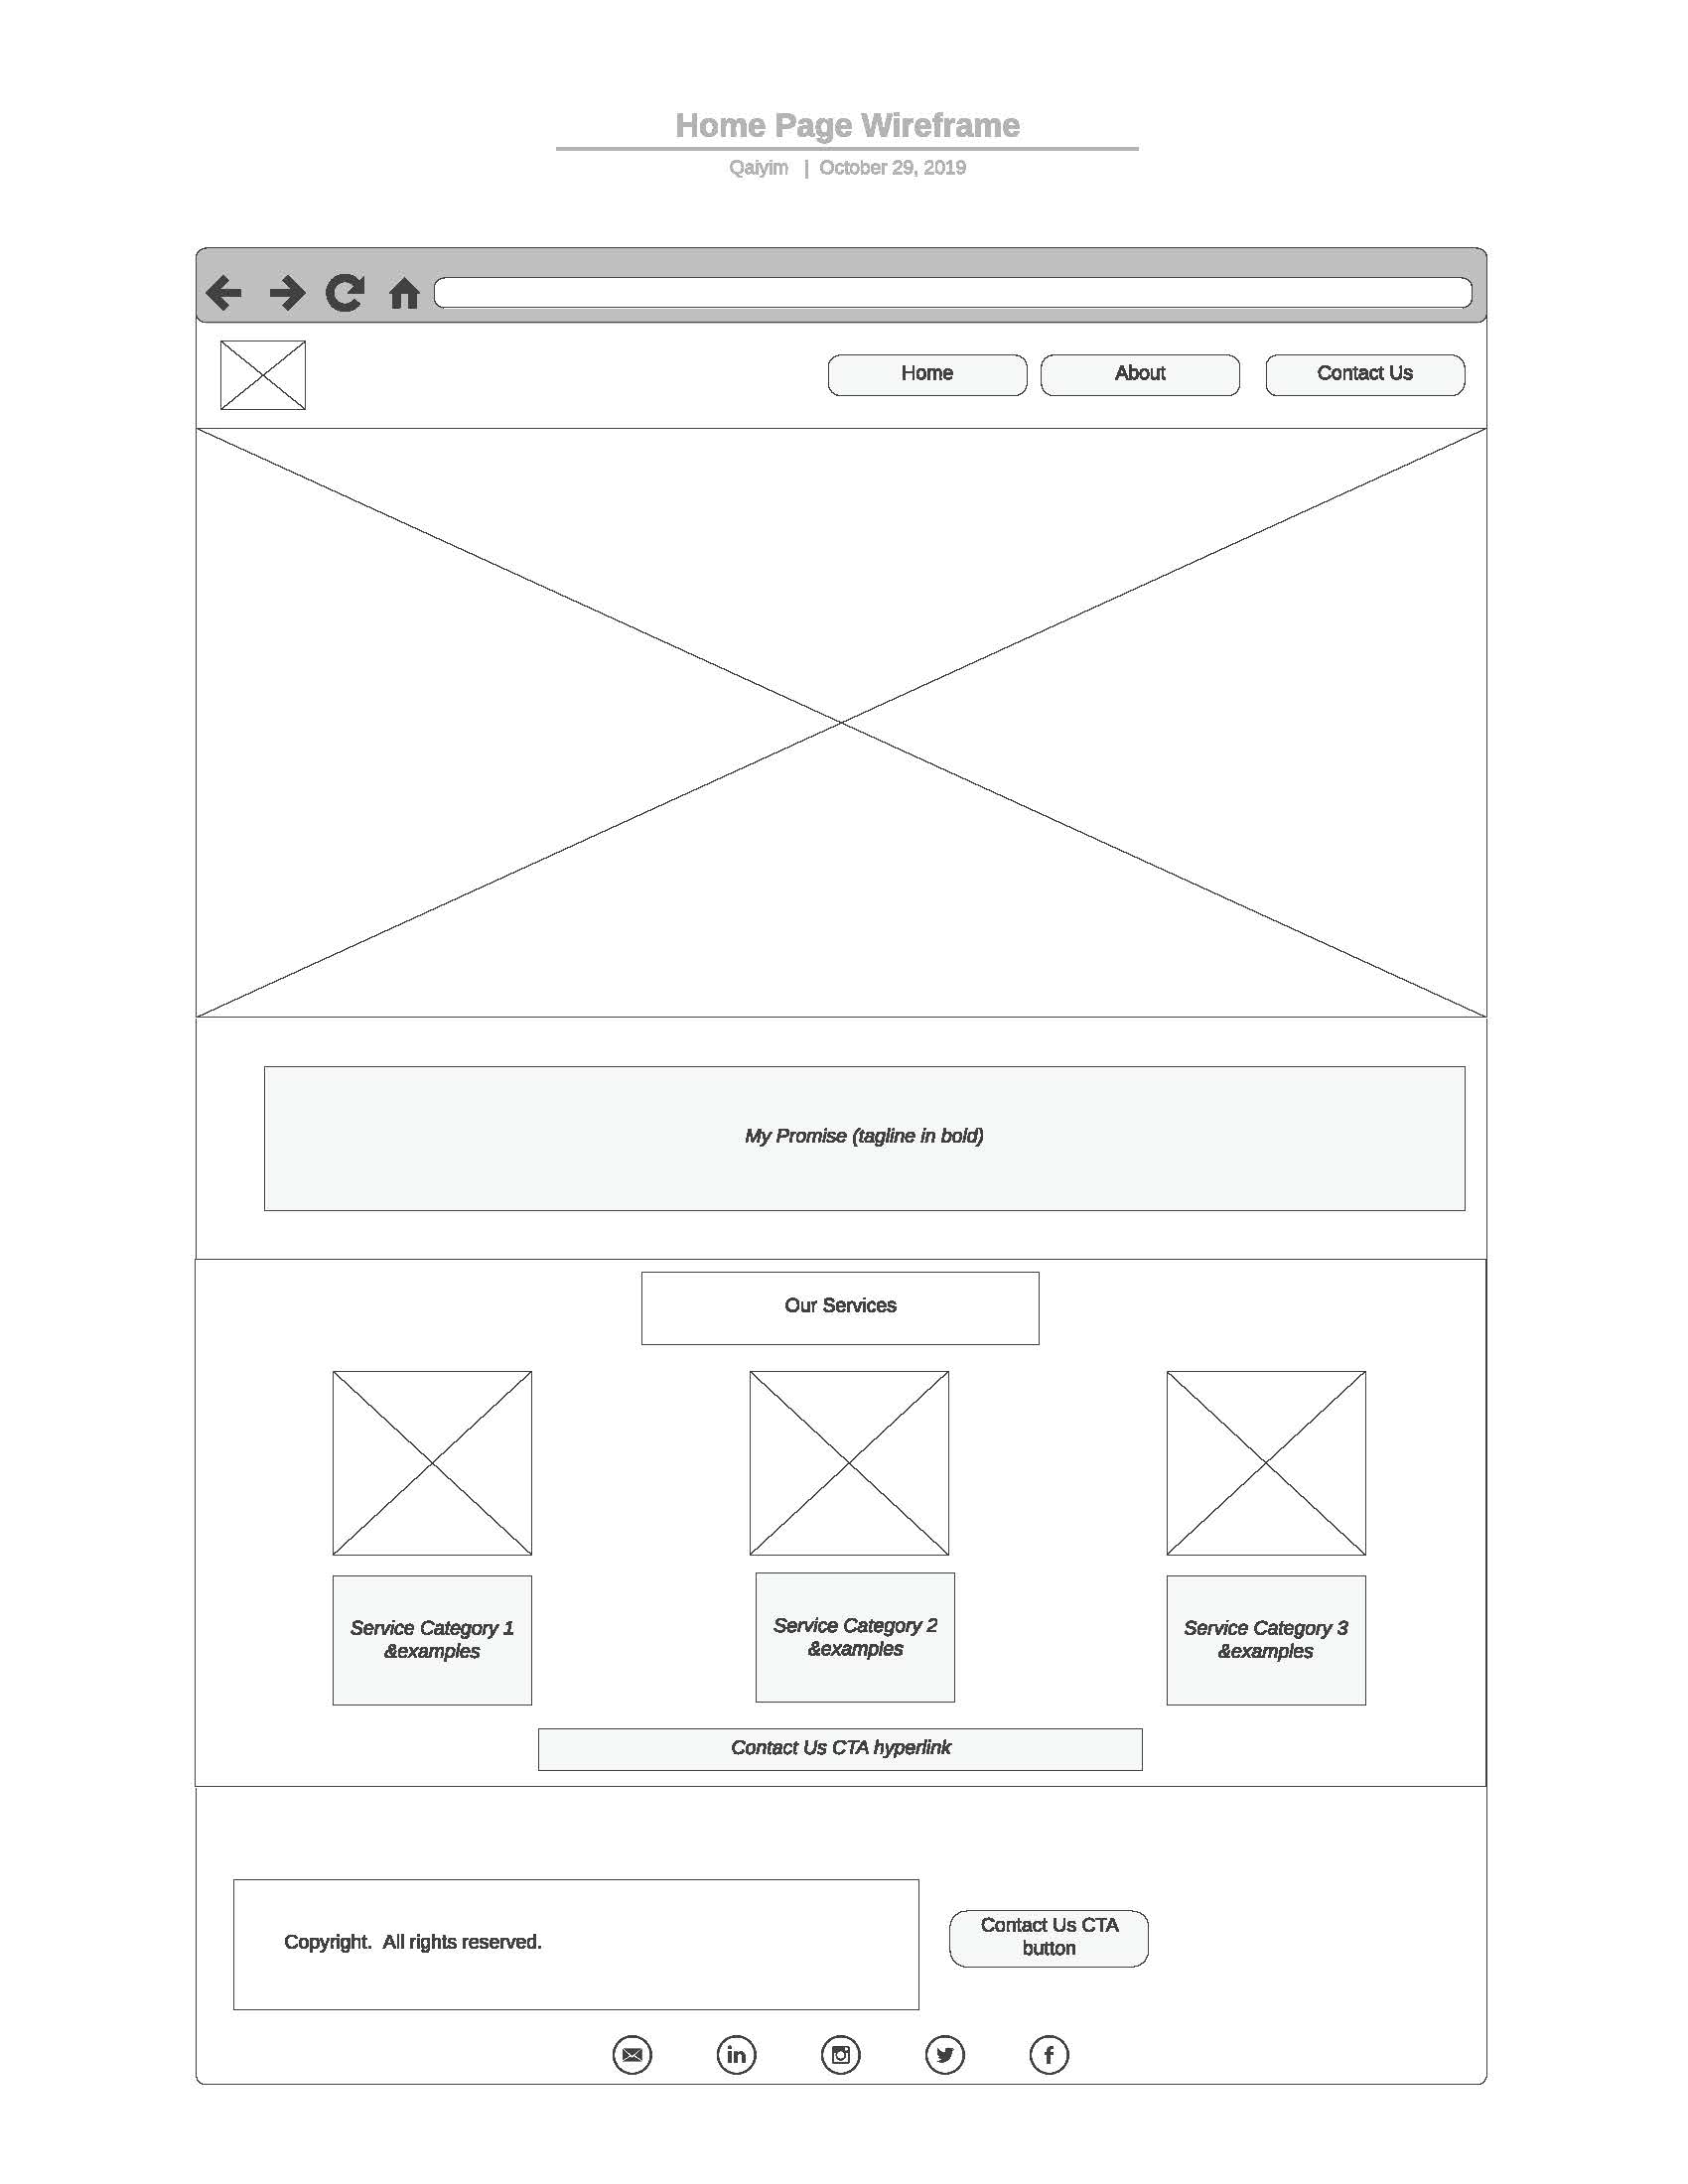 Home Page Wireframe
Qaiyim | October 29, 2019
Home
About
Contact Us
My Promise (tagline in bold)
Our Services
Service Category 1
&examples
Service Category 2
&examples
Service Category 3
&examples
Contact Us CTA hyperlink
Copyright. All rights reserved.
Contact Us CTA
button